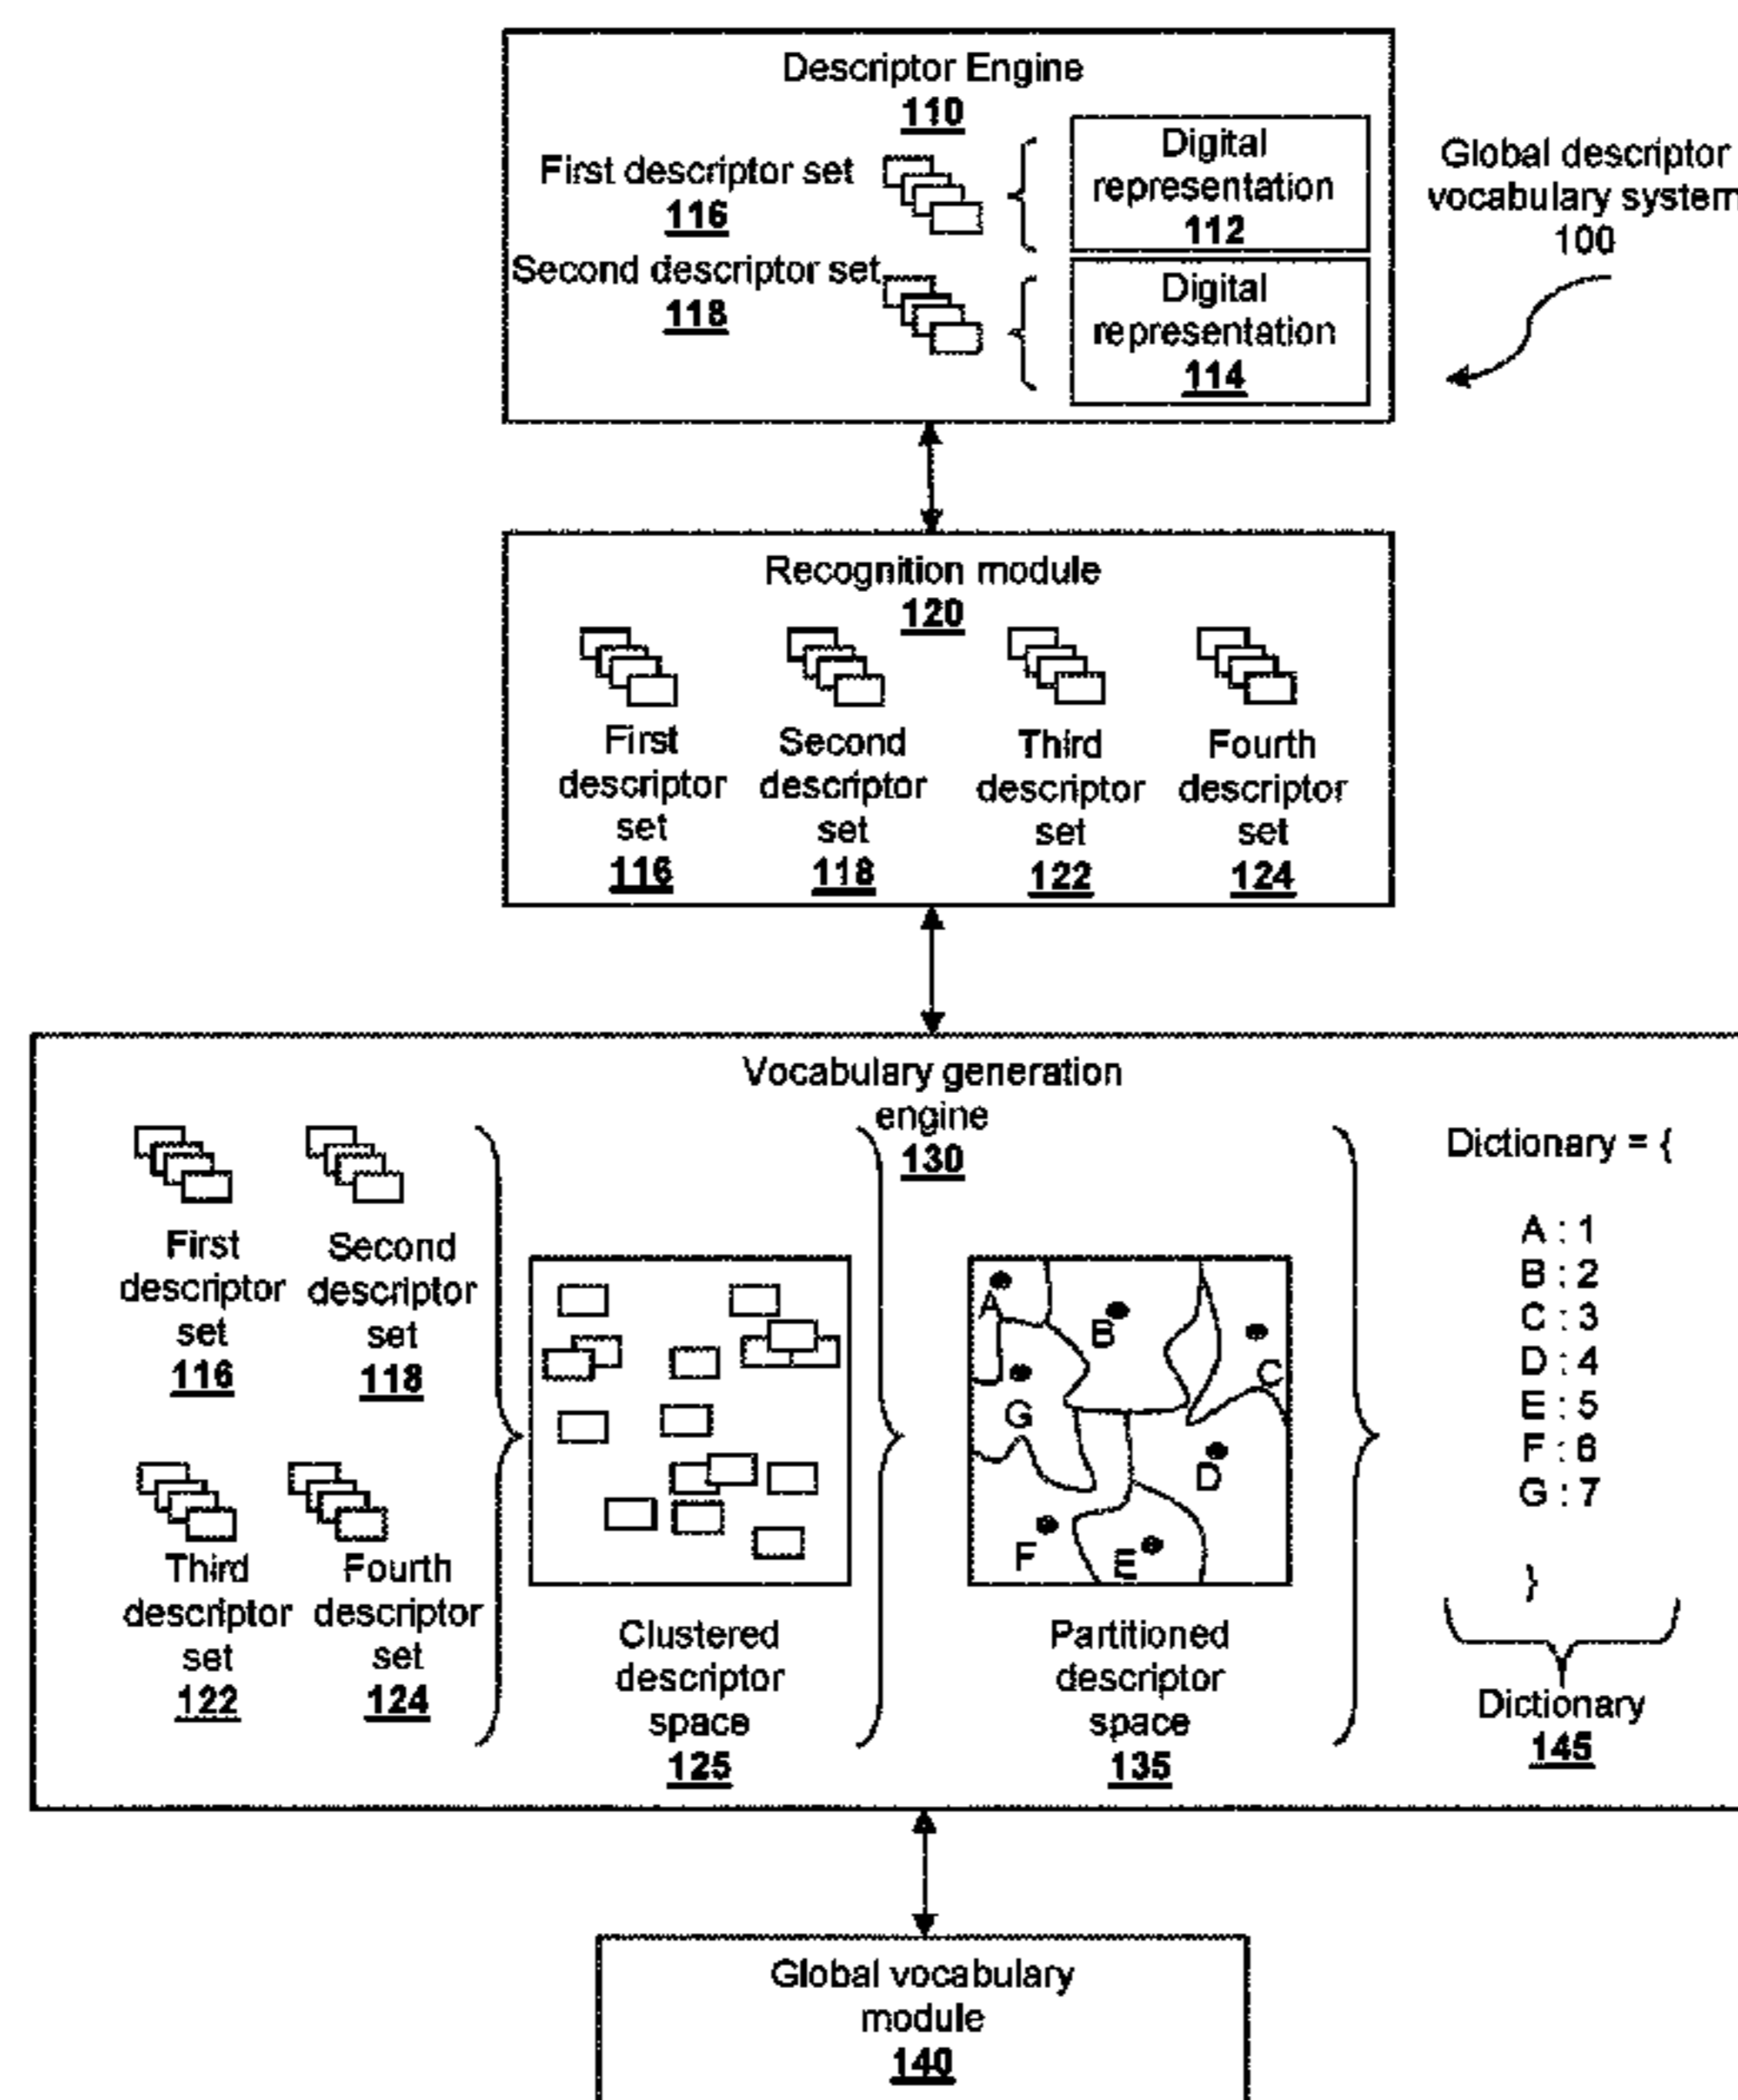 Descriptor Engine
110
First descriptor set
116
Second descriptor set
118
Digital
representation
112
Digital
representation
114
Global descriptor
vocabulary system
100
Recognition module
120
First
descriptor
set
116
Second
descriptor
set
118
Third
descriptor
set
122
Fourth
descriptor
set
124
Vocabulary generation
engine
130
First
descriptor
set
116
Second
descriptor
set
118
Third
descriptor
set
122
Fourth
descriptor
set
124
Clustered
descriptor
space
125
A
B
C
G
D
F
E
Partitioned
descriptor
space
135
Dictionary = {
A : 1
B : 2
C : 3
D : 4
E : 5
F : 6
G : 7
}
Dictionary
145
Global vocabulary
module
140